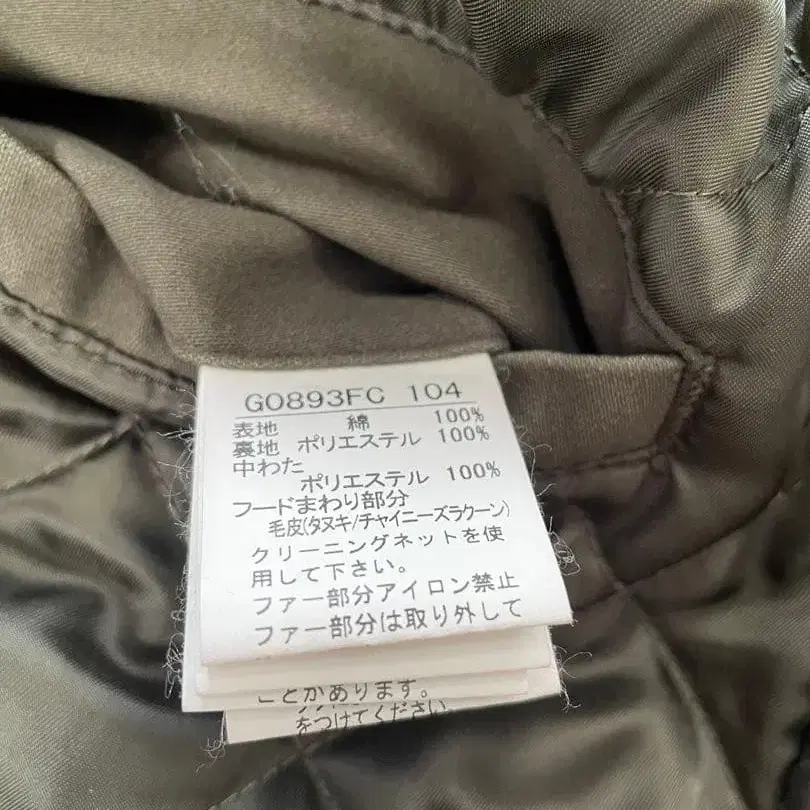 G0893FC 104
表地 綿 100%
裏地 ポリエステル 100%
中わた
ポリエステル 100%
フードまわり部分
毛皮(タヌキ/チャイニーズラクーン)
クリーニングネットを使
用して下さい。
ファー部分アイロン禁止
ファー部分は取り外して
ことがあります。
をつけてください